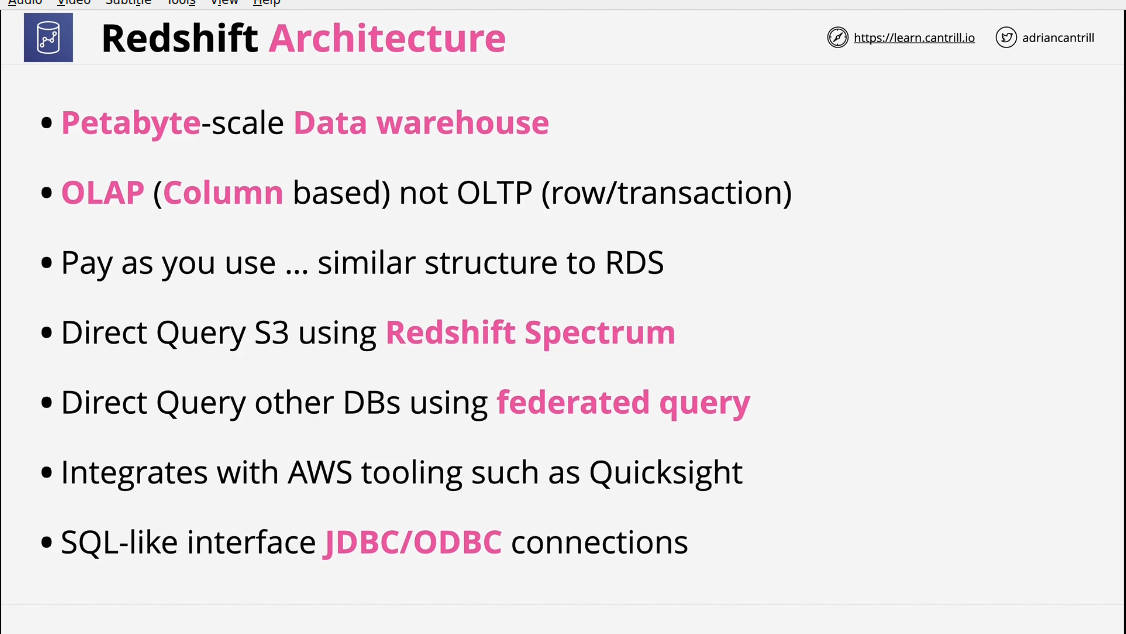 Audio Video Subtitle Tools View Help
Redshift Architecture
https://learn.cantrill.io adriancantrill
• Petabyte-scale Data warehouse
• OLAP (Column based) not OLTP (row/transaction)
• Pay as you use ... similar structure to RDS
• Direct Query S3 using Redshift Spectrum
• Direct Query other DBs using federated query
• Integrates with AWS tooling such as Quicksight
• SQL-like interface JDBC/ODBC connections